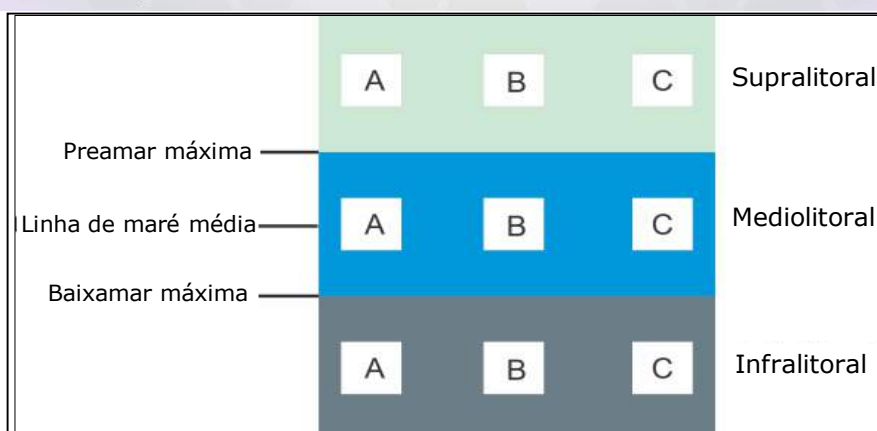 A B C Supralitoral
Preamar máxima
Linha de maré média A B C Mediolitoral
Baixamar máxima
A B C Infralitoral